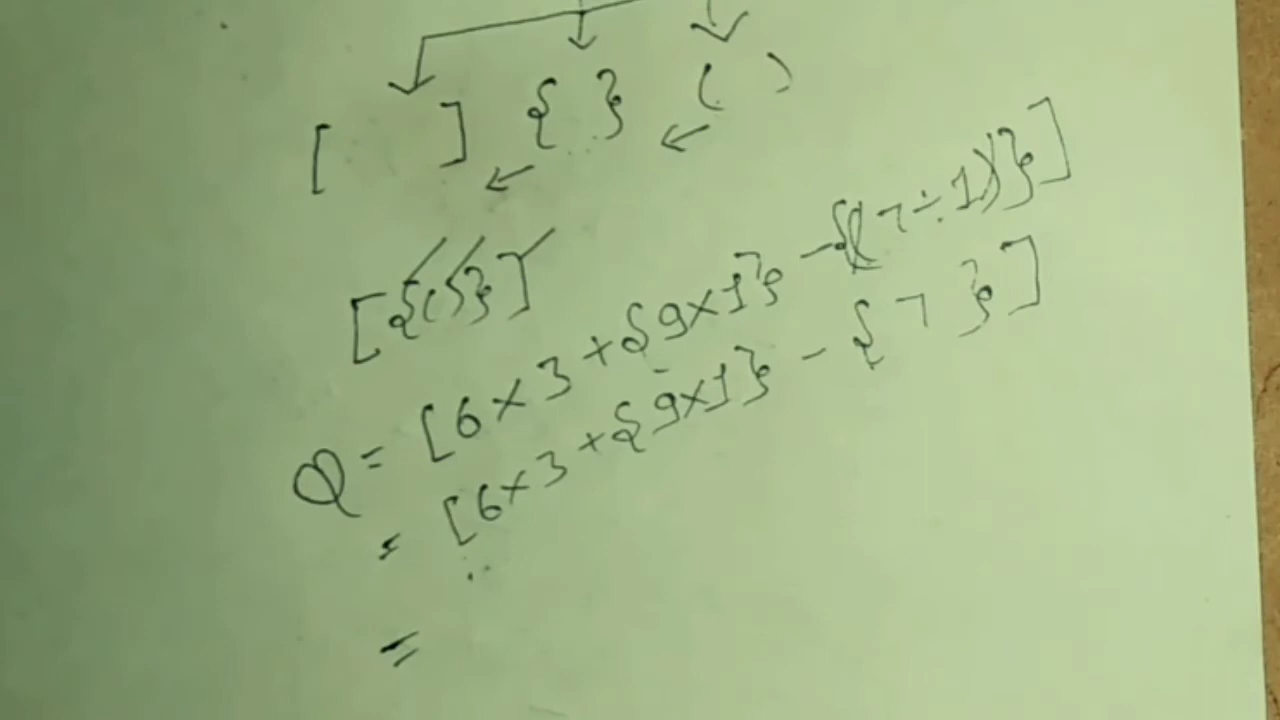 [ ] { } ( )
[{()}]
Q = [6×3+{9×1}-{(7÷1)}]
= [6×3+{9×1}-{7}]
=